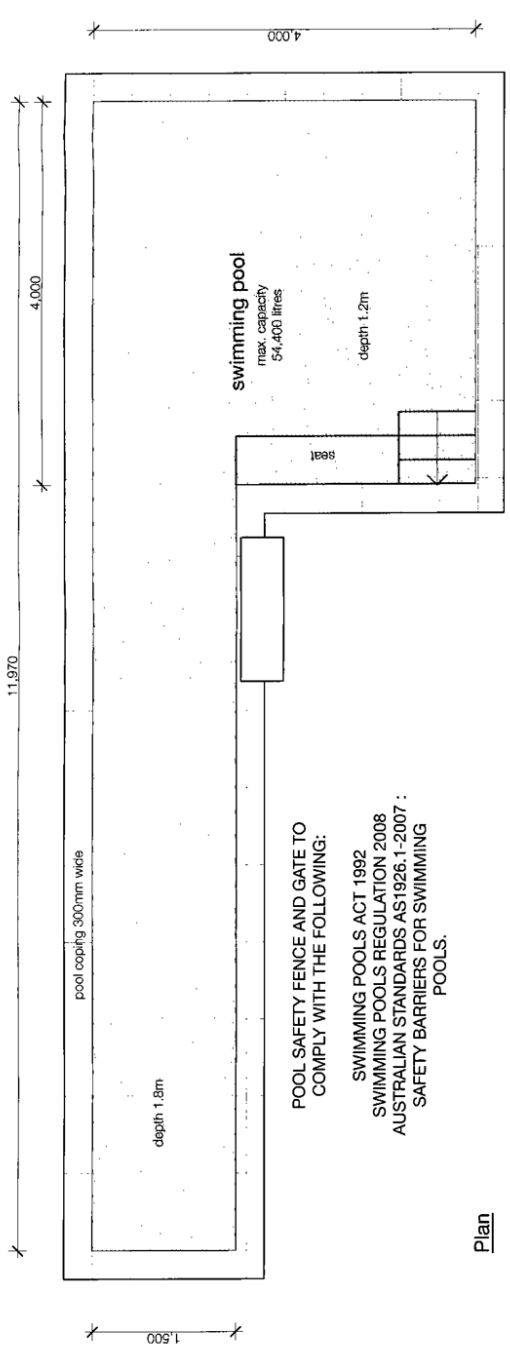 11,970
4,000
4,000
1,500
pool coping 300mm wide
depth 1.8m
swimming pool
max. capacity
54,400 litres
depth 1.2m
seat
POOL SAFETY FENCE AND GATE TO
COMPLY WITH THE FOLLOWING:
SWIMMING POOLS ACT 1992
SWIMMING POOLS REGULATION 2008
AUSTRALIAN STANDARDS AS1926.1-2007 :
SAFETY BARRIERS FOR SWIMMING
POOLS.
Plan